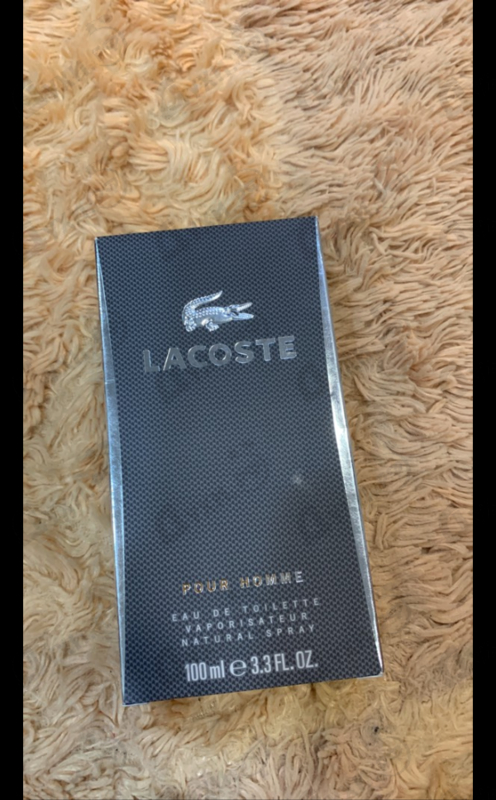 LACOSTE
POUR HOMME
EAU DE TOILETTE
VAPORISATEUR
NATURAL SPRAY
100 ml ℮ 3.3 FL. OZ.